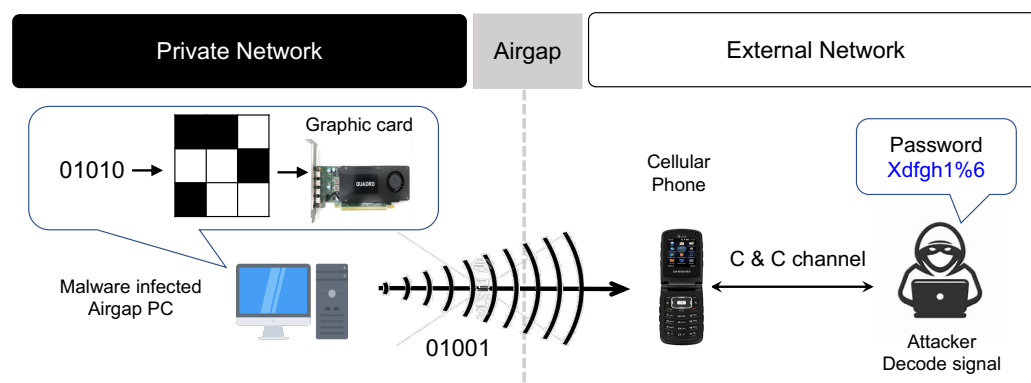 Private Network
Airgap
External Network
Graphic card
01010
QUADRO
Malware infected
Airgap PC
01001
Cellular
Phone
SAMSUNG
C & C channel
Password
Xdfgh1%6
Attacker
Decode signal